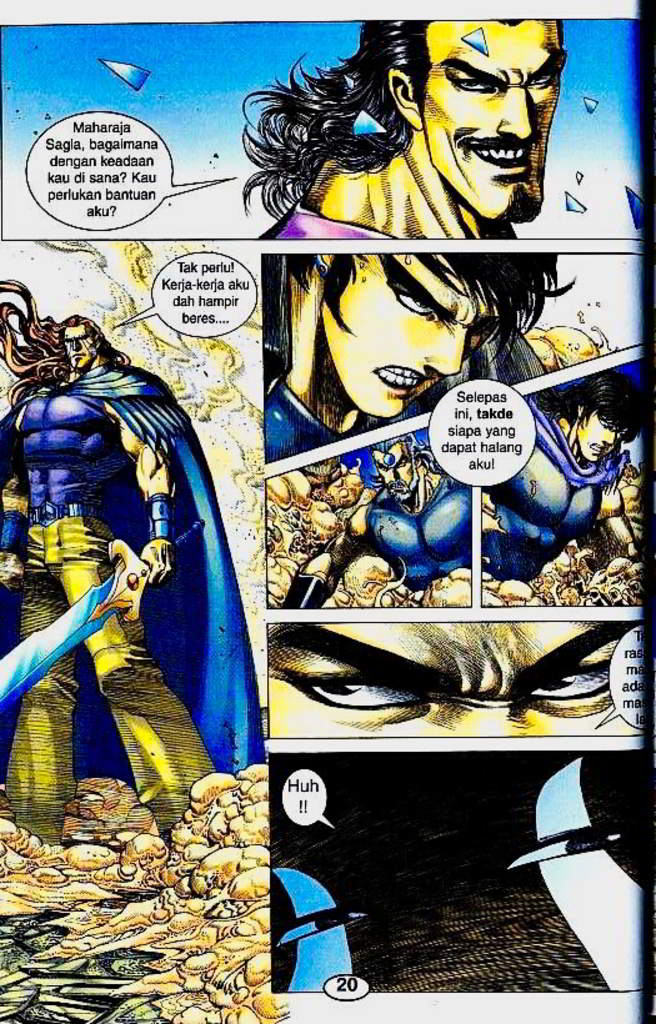 Maharaja
Sagla, bagaimana
dengan keadaan
kau di sana? Kau
perlukan bantuan
aku?
Tak perlu!
Kerja-kerja aku
dah hampir
beres....
Selepas
ini, takde
siapa yang
dapat halang
aku!
Huh
!!
20